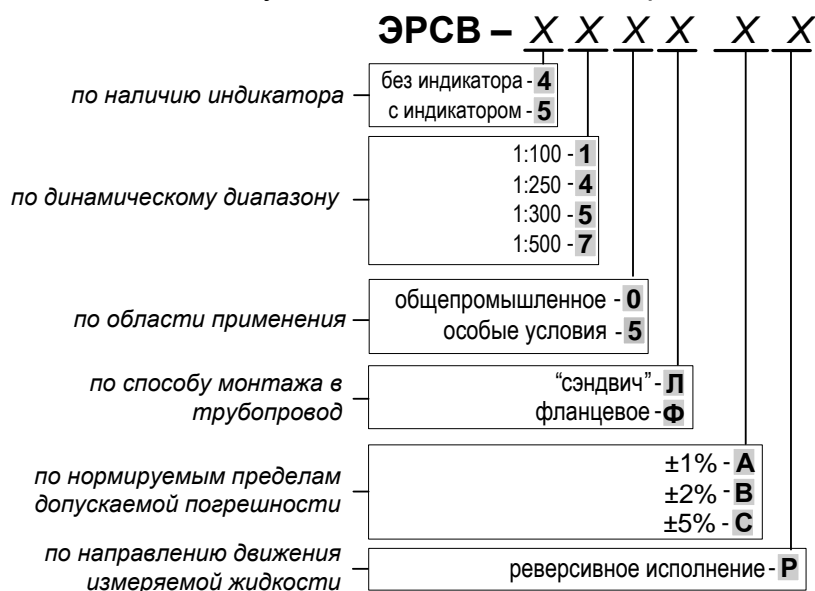 ЭРСВ – Х Х Х Х Х Х
по наличию индикатора
без индикатора - 4
с индикатором - 5
по динамическому диапазону
1:100 - 1
1:250 - 4
1:300 - 5
1:500 - 7
по области применения
общепромышленное - 0
особые условия - 5
по способу монтажа в
трубопровод
“сэндвич” - Л
фланцевое - Ф
по нормируемым пределам
допускаемой погрешности
±1% - А
±2% - В
±5% - С
по направлению движения
измеряемой жидкости
реверсивное исполнение - Р